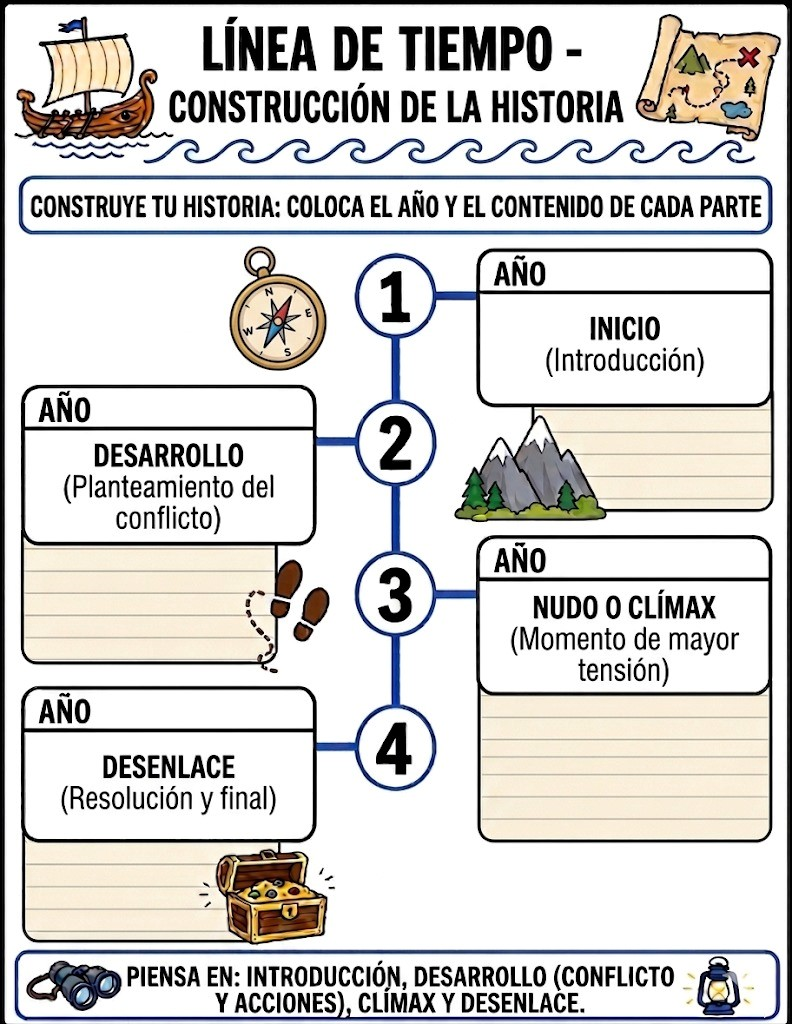 LÍNEA DE TIEMPO -
CONSTRUCCIÓN DE LA HISTORIA
CONSTRUYE TU HISTORIA: COLOCA EL AÑO Y EL CONTENIDO DE CADA PARTE
N
E
S
W
1
AÑO
INICIO
(Introducción)
2
AÑO
DESARROLLO
(Planteamiento del
conflicto)
3
AÑO
NUDO O CLÍMAX
(Momento de mayor
tensión)
4
AÑO
DESENLACE
(Resolución y final)
PIENSA EN: INTRODUCCIÓN, DESARROLLO (CONFLICTO
Y ACCIONES), CLÍMAX Y DESENLACE.